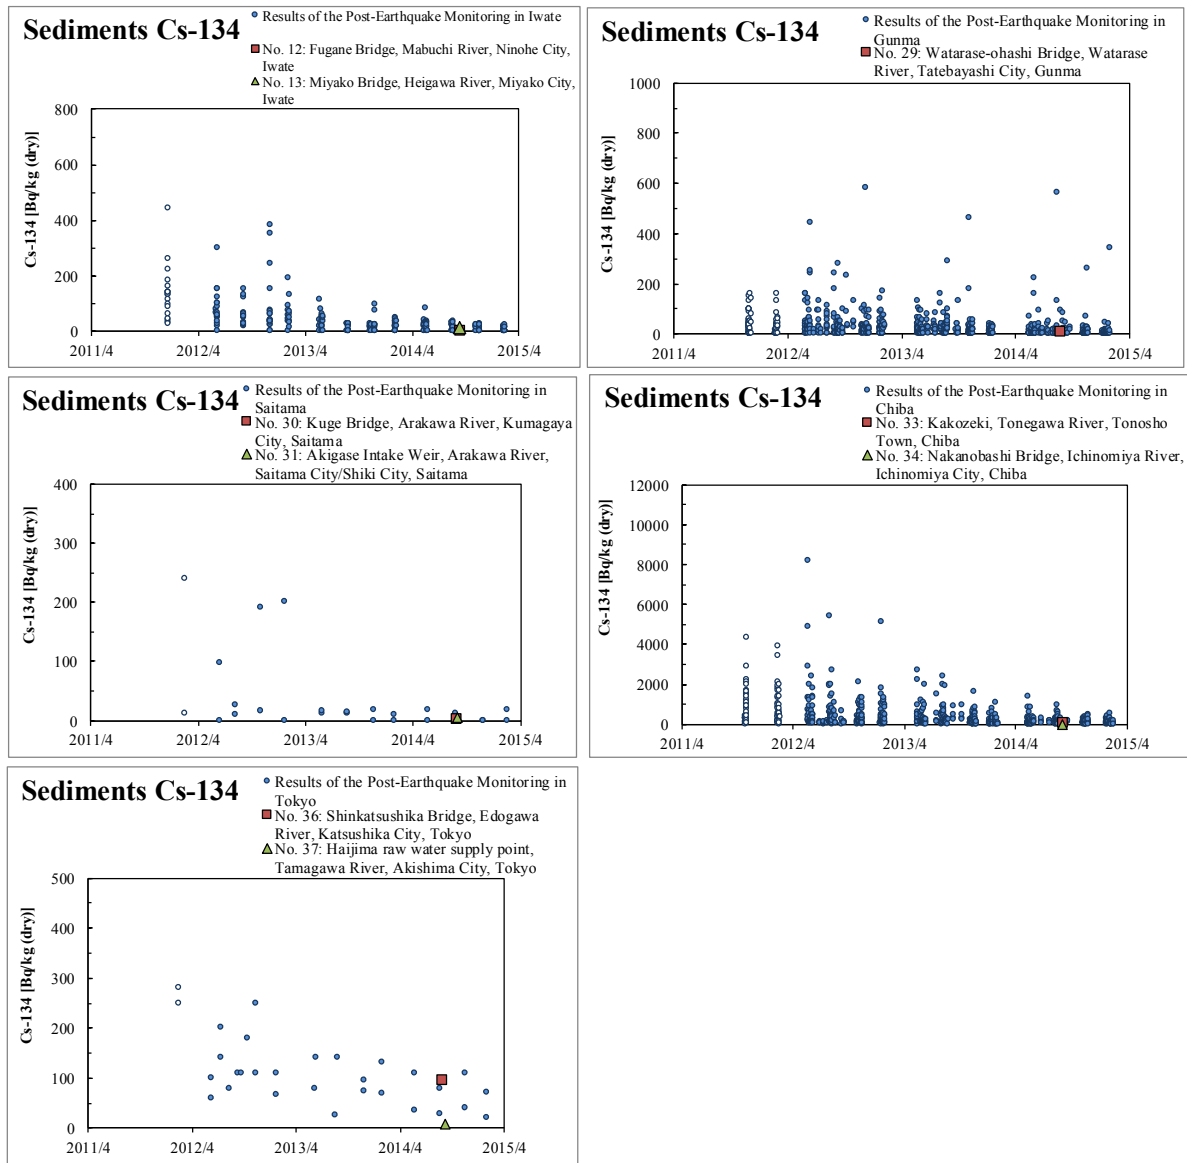 Sediments Cs-134
Results of the Post-Earthquake Monitoring in Iwate
No. 12: Fugane Bridge, Mabuchi River, Ninohe City,
Iwate
No. 13: Miyako Bridge, Heigawa River, Miyako City,
Iwate
Cs-134 [Bq/kg (dry)]
800
600
400
200
0
2011/4
2012/4
2013/4
2014/4
2015/4
Sediments Cs-134
Results of the Post-Earthquake Monitoring in
Gunma
No. 29: Watarase-ohashi Bridge, Watarase
River, Tatebayashi City, Gunma
Cs-134 [Bq/kg (dry)]
1000
800
600
400
200
0
2011/4
2012/4
2013/4
2014/4
2015/4
Sediments Cs-134
Results of the Post-Earthquake Monitoring in
Saitama
No. 30: Kuge Bridge, Arakawa River, Kumagaya
City, Saitama
No. 31: Akigase Intake Weir, Arakawa River,
Saitama City/Shiki City, Saitama
Cs-134 [Bq/kg (dry)]
400
300
200
100
0
2011/4
2012/4
2013/4
2014/4
2015/4
Sediments Cs-134
Results of the Post-Earthquake Monitoring in
Chiba
No. 33: Kakozeki, Tonegawa River, Tonosho
Town, Chiba
No. 34: Nakanobashi Bridge, Ichinomiya River,
Ichinomiya City, Chiba
Cs-134 [Bq/kg (dry)]
12000
10000
8000
6000
4000
2000
0
2011/4
2012/4
2013/4
2014/4
2015/4
Sediments Cs-134
Results of the Post-Earthquake Monitoring in
Tokyo
No. 36: Shinkatsushika Bridge, Edogawa
River, Katsushika City, Tokyo
No. 37: Haijima raw water supply point,
Tamagawa River, Akishima City, Tokyo
Cs-134 [Bq/kg (dry)]
500
400
300
200
100
0
2011/4
2012/4
2013/4
2014/4
2015/4